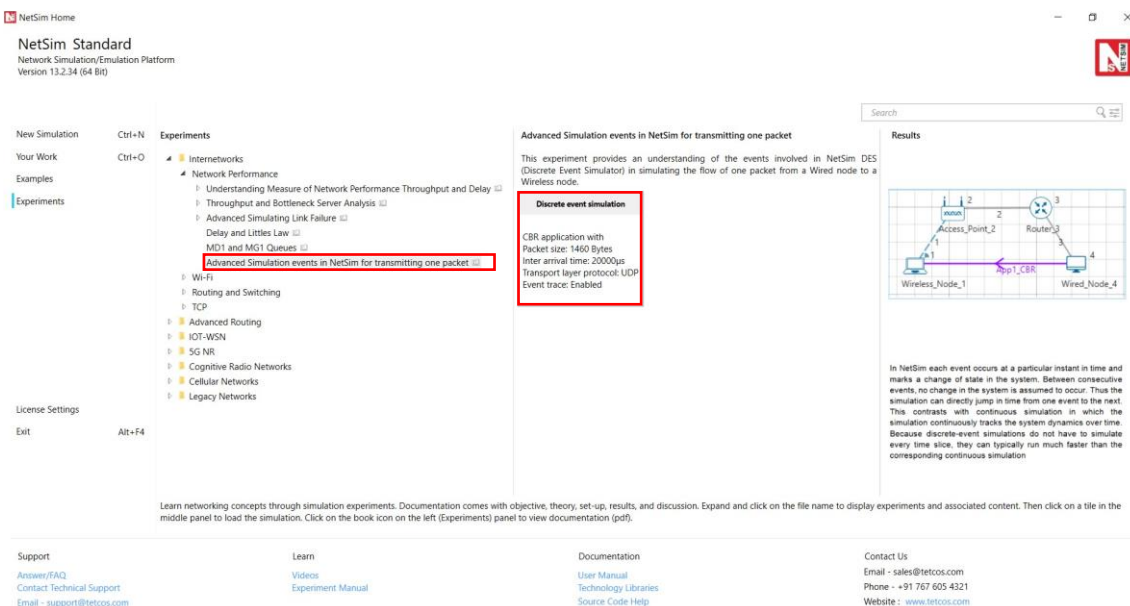 NetSim Home
NetSim Standard
Network Simulation/Emulation Platform
Version 13.2.34 (64 Bit)
NETSIM
Search
New Simulation Ctrl+N
Your Work Ctrl+O
Examples
Experiments
License Settings
Exit Alt+F4
Experiments
Internetworks
Network Performance
Understanding Measure of Network Performance Throughput and Delay
Throughput and Bottleneck Server Analysis
Advanced Simulating Link Failure
Delay and Littles Law
MD1 and MG1 Queues
Advanced Simulation events in NetSim for transmitting one packet
Wi-Fi
Routing and Switching
TCP
Advanced Routing
IOT-WSN
5G NR
Cognitive Radio Networks
Cellular Networks
Legacy Networks
Advanced Simulation events in NetSim for transmitting one packet
This experiment provides an understanding of the events involved in NetSim DES
(Discrete Event Simulator) in simulating the flow of one packet from a Wired node to a
Wireless node.
Discrete event simulation
CBR application with
Packet size: 1460 Bytes
Inter arrival time: 20000µs
Transport layer protocol: UDP
Event trace: Enabled
Results
2
3
2
Access_Point_2
Router_3
1
3
1
4
App1_CBR
Wireless_Node_1
Wired_Node_4
In NetSim each event occurs at a particular instant in time and
marks a change of state in the system. Between consecutive
events, no change in the system is assumed to occur. Thus the
simulation can directly jump in time from one event to the next.
This contrasts with continuous simulation in which the
simulation continuously tracks the system dynamics over time.
Because discrete-event simulations do not have to simulate
every time slice, they can typically run much faster than the
corresponding continuous simulation
Learn networking concepts through simulation experiments. Documentation comes with objective, theory, set-up, results, and discussion. Expand and click on the file name to display experiments and associated content. Then click on a tile in the
middle panel to load the simulation. Click on the book icon on the left (Experiments) panel to view documentation (pdf).
Support
Answer/FAQ
Contact Technical Support
Email - support@tetcos.com
Learn
Videos
Experiment Manual
Documentation
User Manual
Technology Libraries
Source Code Help
Contact Us
Email - sales@tetcos.com
Phone - +91 767 605 4321
Website : www.tetcos.com